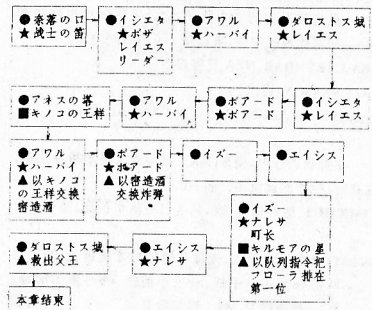 ●奈落の口
★战士の笛
●イシエタ
★ボザ
レイエス
リーダー
●アワル
★ハーバイ
●ダロストス城
★レイエス
●イシエタ
★レイエス
●ボアード
★ボアード
●アワル
★ハーバイ
●アネスの塔
■キノコの王样
●アワル
★ハーバイ
▲以キノコ
の王样交换
密造酒
●ボアード
★ボアード
▲以密造酒
交换炸弹
●イズー
●エイシス
●イズー
★ナレサ
町长
■キルモアの星
▲以队列指令把
フローラ排在
第一位
●エイシス
★ナレサ
●ダロストス城
▲救出父王
本章结束